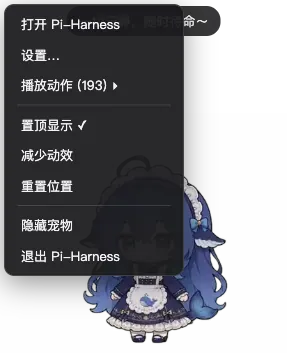 打开 Pi-Harness
命～
设置...
播放动作 (193)
置顶显示 ✓
减少动效
重置位置
隐藏宠物
退出 Pi-Harness